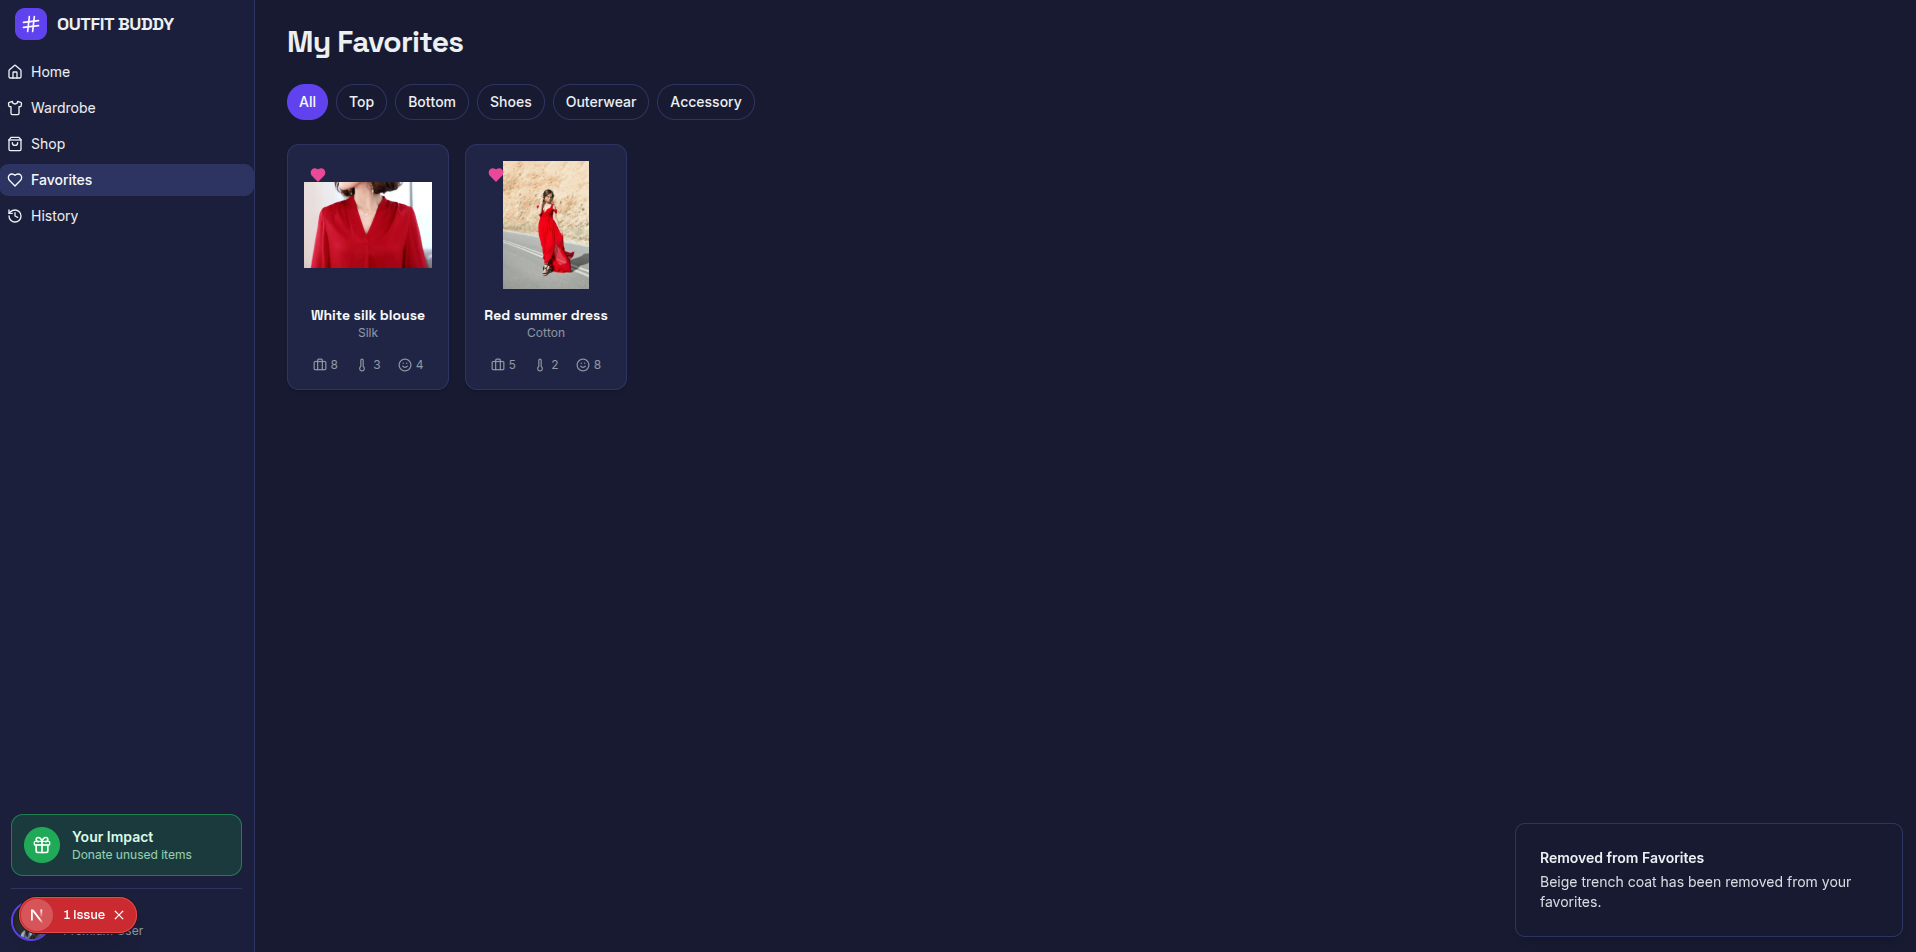 OUTFIT BUDDY
Home
Wardrobe
Shop
Favorites
History
Your Impact
Donate unused items
N
1 Issue
My Favorites
All
Top
Bottom
Shoes
Outerwear
Accessory
White silk blouse
Silk
8 3 4
Red summer dress
Cotton
5 2 8
Removed from Favorites
Beige trench coat has been removed from your
favorites.